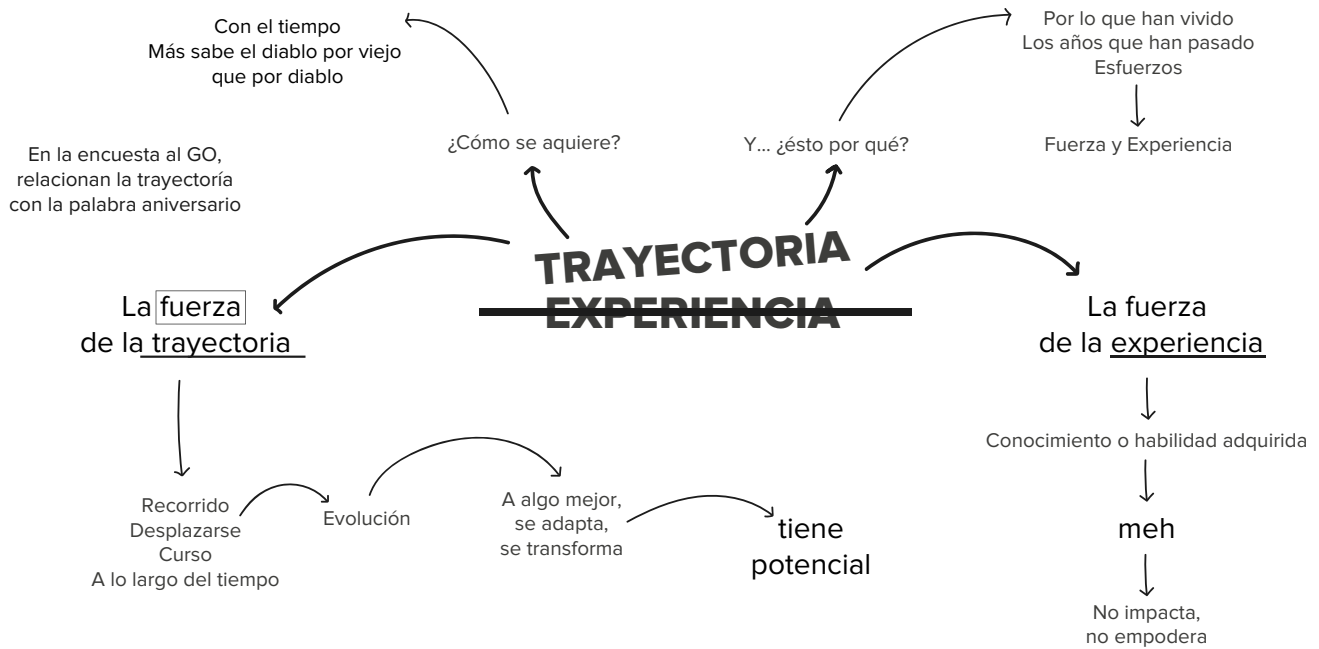 Con el tiempo
Más sabe el diablo por viejo
que por diablo
Por lo que han vivido
Los años que han pasado
Esfuerzos
¿Cómo se aquiere?
Y... ¿ésto por qué?
Fuerza y Experiencia
En la encuesta al GO,
relacionan la trayectoría
con la palabra aniversario
TRAYECTORIA
EXPERIENCIA
La fuerza
de la trayectoria
La fuerza
de la experiencia
Conocimiento o habilidad adquirida
meh
No impacta,
no empodera
Recorrido
Desplazarse
Curso
A lo largo del tiempo
Evolución
A algo mejor,
se adapta,
se transforma
tiene
potencial